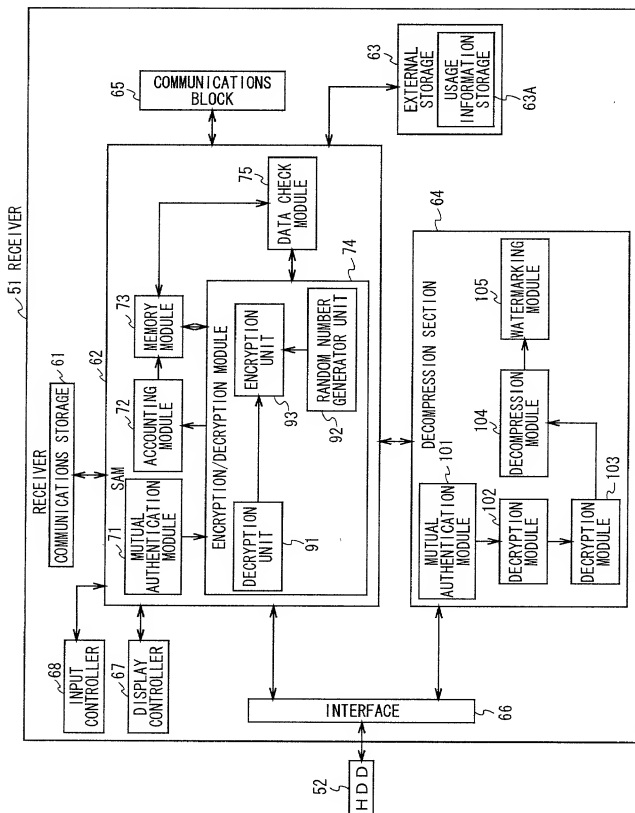 51 RECEIVER
RECEIVER
COMMUNICATIONS STORAGE
61
68
INPUT
CONTROLLER
67
DISPLAY
CONTROLLER
62
SAM
71
MUTUAL
AUTHENTICATION
MODULE
72
ACCOUNTING
MODULE
73
MEMORY
MODULE
65
COMMUNICATIONS
BLOCK
75
DATA CHECK
MODULE
ENCRYPTION/DECRYPTION MODULE
74
DECRYPTION
UNIT
91
ENCRYPTION
UNIT
93
RANDOM NUMBER
GENERATOR UNIT
92
63
EXTERNAL
STORAGE
USAGE
INFORMATION
STORAGE
63A
52
HDD
INTERFACE
66
DECOMPRESSION SECTION
64
MUTUAL
AUTHENTICATION
MODULE
101
102
DECRYPTION
MODULE
DECRYPTION
MODULE
103
104
DECOMPRESSION
MODULE
105
WATERMARKING
MODULE